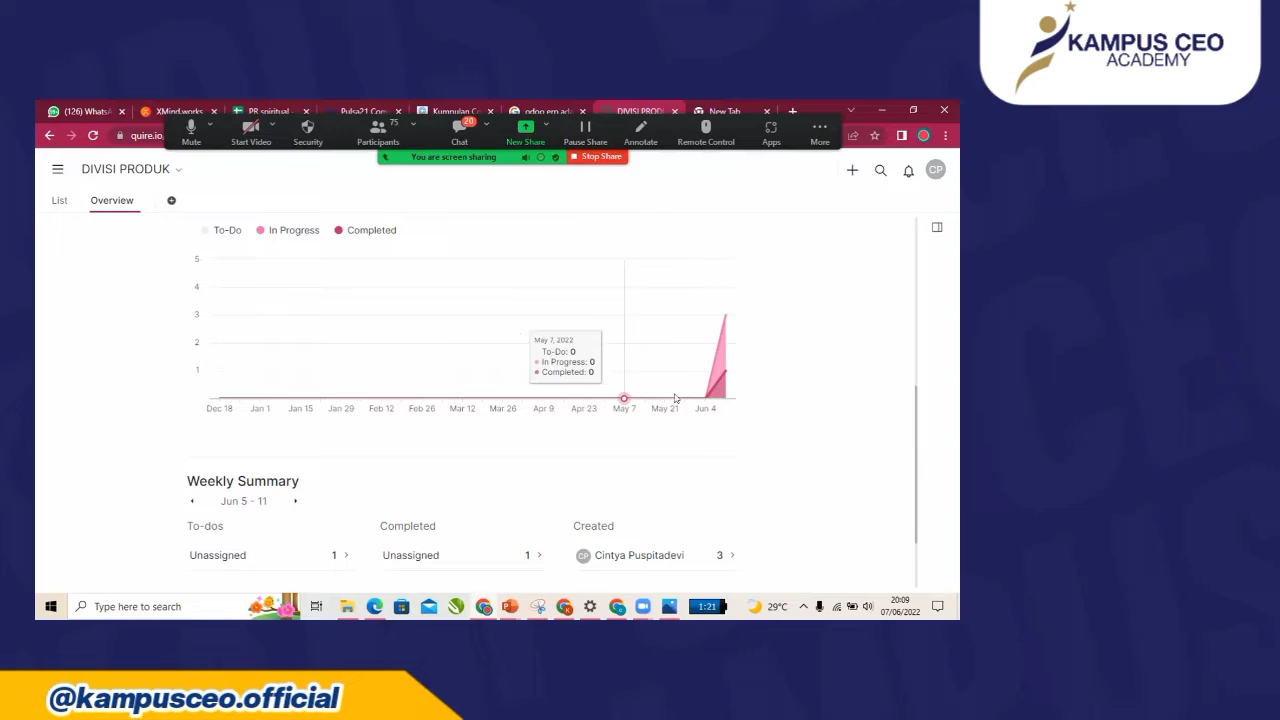 KAMPUS CEO
ACADEMY
(126) WhatsA
XMind.works
PR spiritual
Pulsa21 Con
Kumpulan Co
odoo erp ada
DIVISI PRODU
New Tab
quire.io
75
20
Mute
Start Video
Security
Participants
Chat
New Share
Pause Share
Annotate
Remote Control
Apps
More
You are screen sharing
Stop Share
DIVISI PRODUK
CP
List
Overview
To-Do
In Progress
Completed
5
4
3
2
1
May 7, 2022
To-Do: 0
In Progress: 0
Completed: 0
Dec 18 Jan 1 Jan 15 Jan 29 Feb 12 Feb 26 Mar 12 Mar 26 Apr 9 Apr 23 May 7 May 21 Jun 4
Weekly Summary
Jun 5 - 11
To-dos
Completed
Created
Unassigned 1
Unassigned 1
CP Cintya Puspitadevi 3
Type here to search
1:21
29°C
20:09
07/06/2022
@kampusceo.official